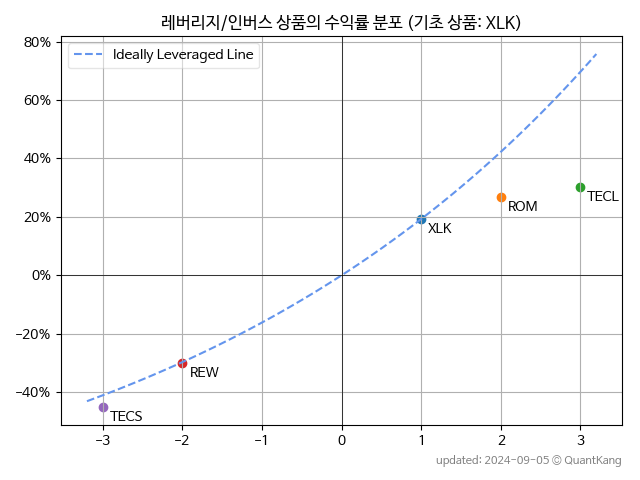 레버리지/인버스 상품의 수익률 분포 (기초 상품: XLK)
80%
60%
40%
20%
0%
−20%
−40%
Ideally Leveraged Line
TECL
ROM
XLK
REW
TECS
−3
−2
−1
0
1
2
3
updated: 2024-09-05 © QuantKang